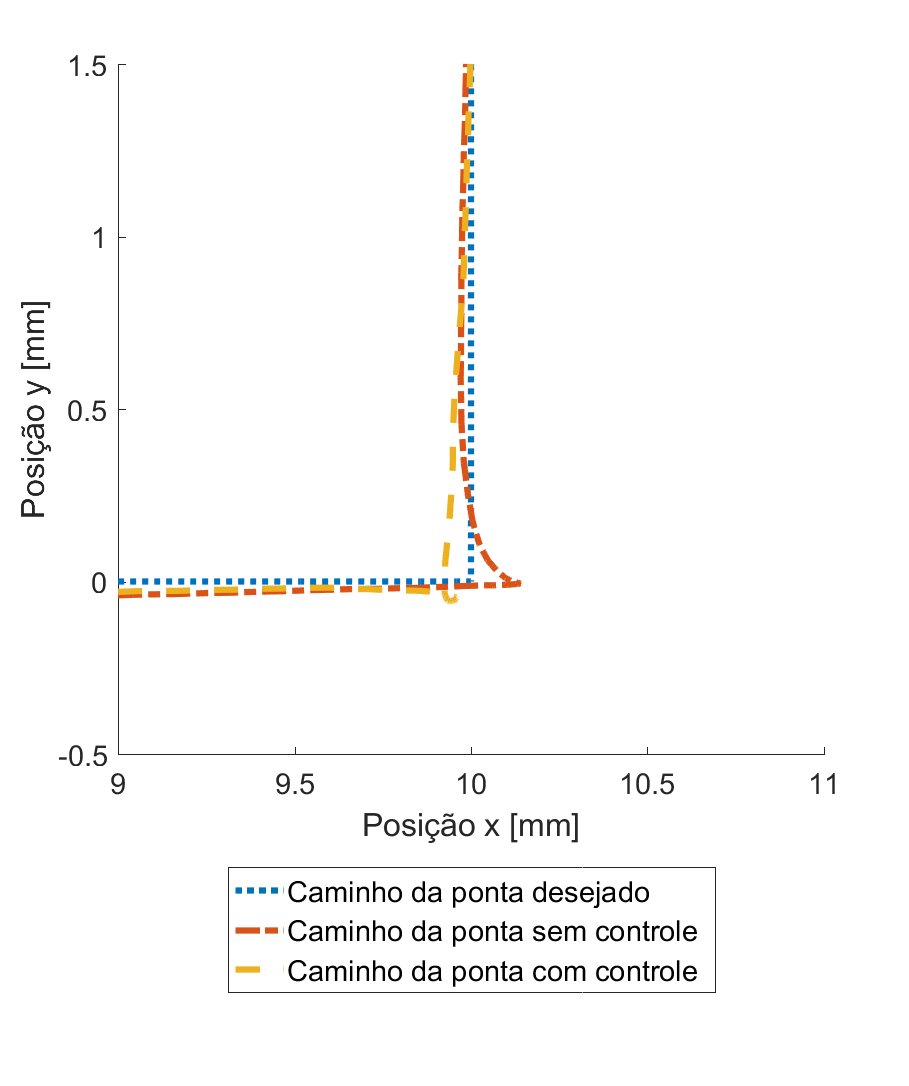 1.5
1
0.5
0
-0.5
Posição y [mm]
9
9.5
10
10.5
11
Posição x [mm]
Caminho da ponta desejado
Caminho da ponta sem controle
Caminho da ponta com controle